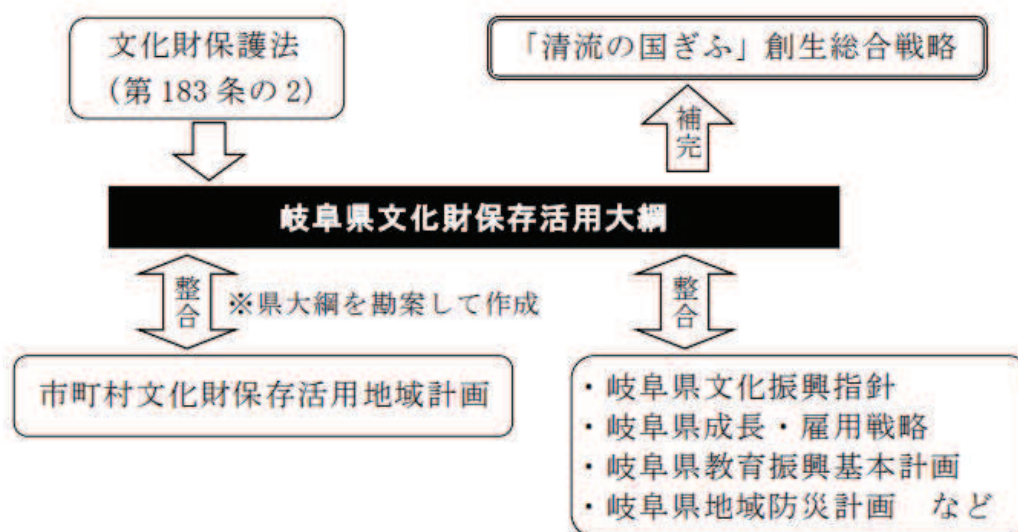 文化財保護法
（第 183 条の 2）
「清流の国ぎふ」創生総合戦略
補完
岐阜県文化財保存活用大綱
整合
※県大綱を勘案して作成
整合
市町村文化財保存活用地域計画
・岐阜県文化振興指針
・岐阜県成長・雇用戦略
・岐阜県教育振興基本計画
・岐阜県地域防災計画　など